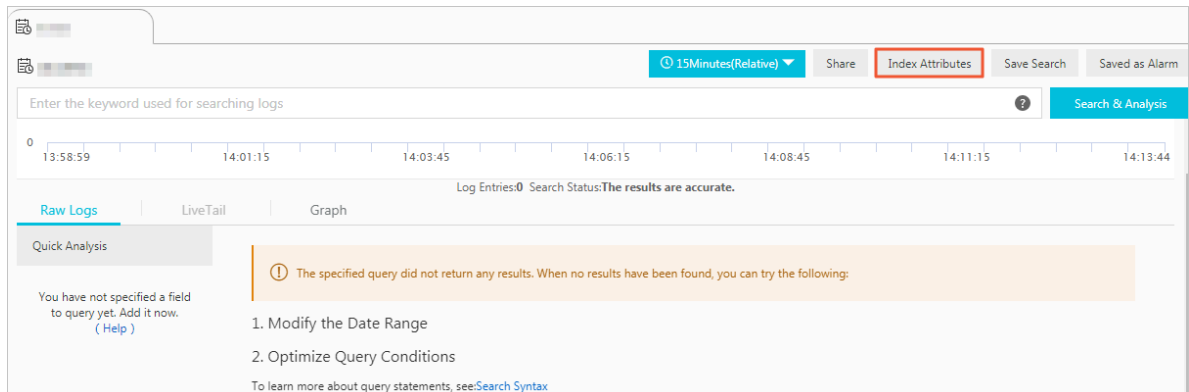 15Minutes(Relative) Share Index Attributes Save Search Saved as Alarm
Enter the keyword used for searching logs ? Search & Analysis
0
13:58:59 14:01:15 14:03:45 14:06:15 14:08:45 14:11:15 14:13:44
Log Entries:0 Search Status:The results are accurate.
Raw Logs LiveTail Graph
Quick Analysis
The specified query did not return any results. When no results have been found, you can try the following:
You have not specified a field
to query yet. Add it now.
( Help )
1. Modify the Date Range
2. Optimize Query Conditions
To learn more about query statements, see:Search Syntax